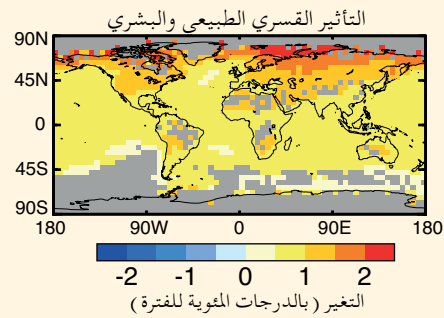 التأثير القسري الطبيعي والبشري
90N
45N
0
45S
90S
180 90W 0 90E 180
-2 -1 0 1 2
التغير (بالدرجات المئوية للفترة)